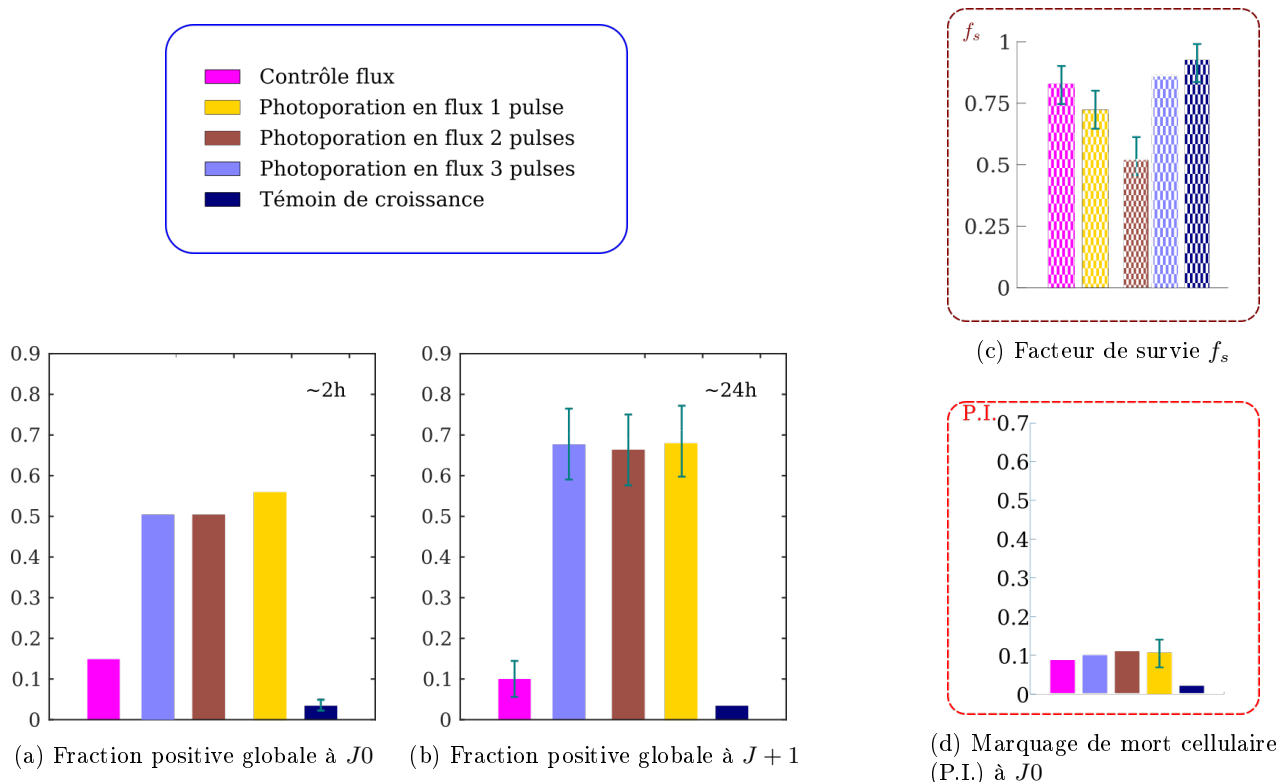 Contrôle flux
Photoporation en flux 1 pulse
Photoporation en flux 2 pulses
Photoporation en flux 3 pulses
Témoin de croissance
f_s
1
0.75
0.5
0.25
0
(c) Facteur de survie f_s
0.9
0.8
0.7
0.6
0.5
0.4
0.3
0.2
0.1
0
~2h
(a) Fraction positive globale à J0
0.9
0.8
0.7
0.6
0.5
0.4
0.3
0.2
0.1
0
~24h
(b) Fraction positive globale à J + 1
P.I.
0.7
0.6
0.5
0.4
0.3
0.2
0.1
0
(d) Marquage de mort cellulaire
(P.I.) à J0